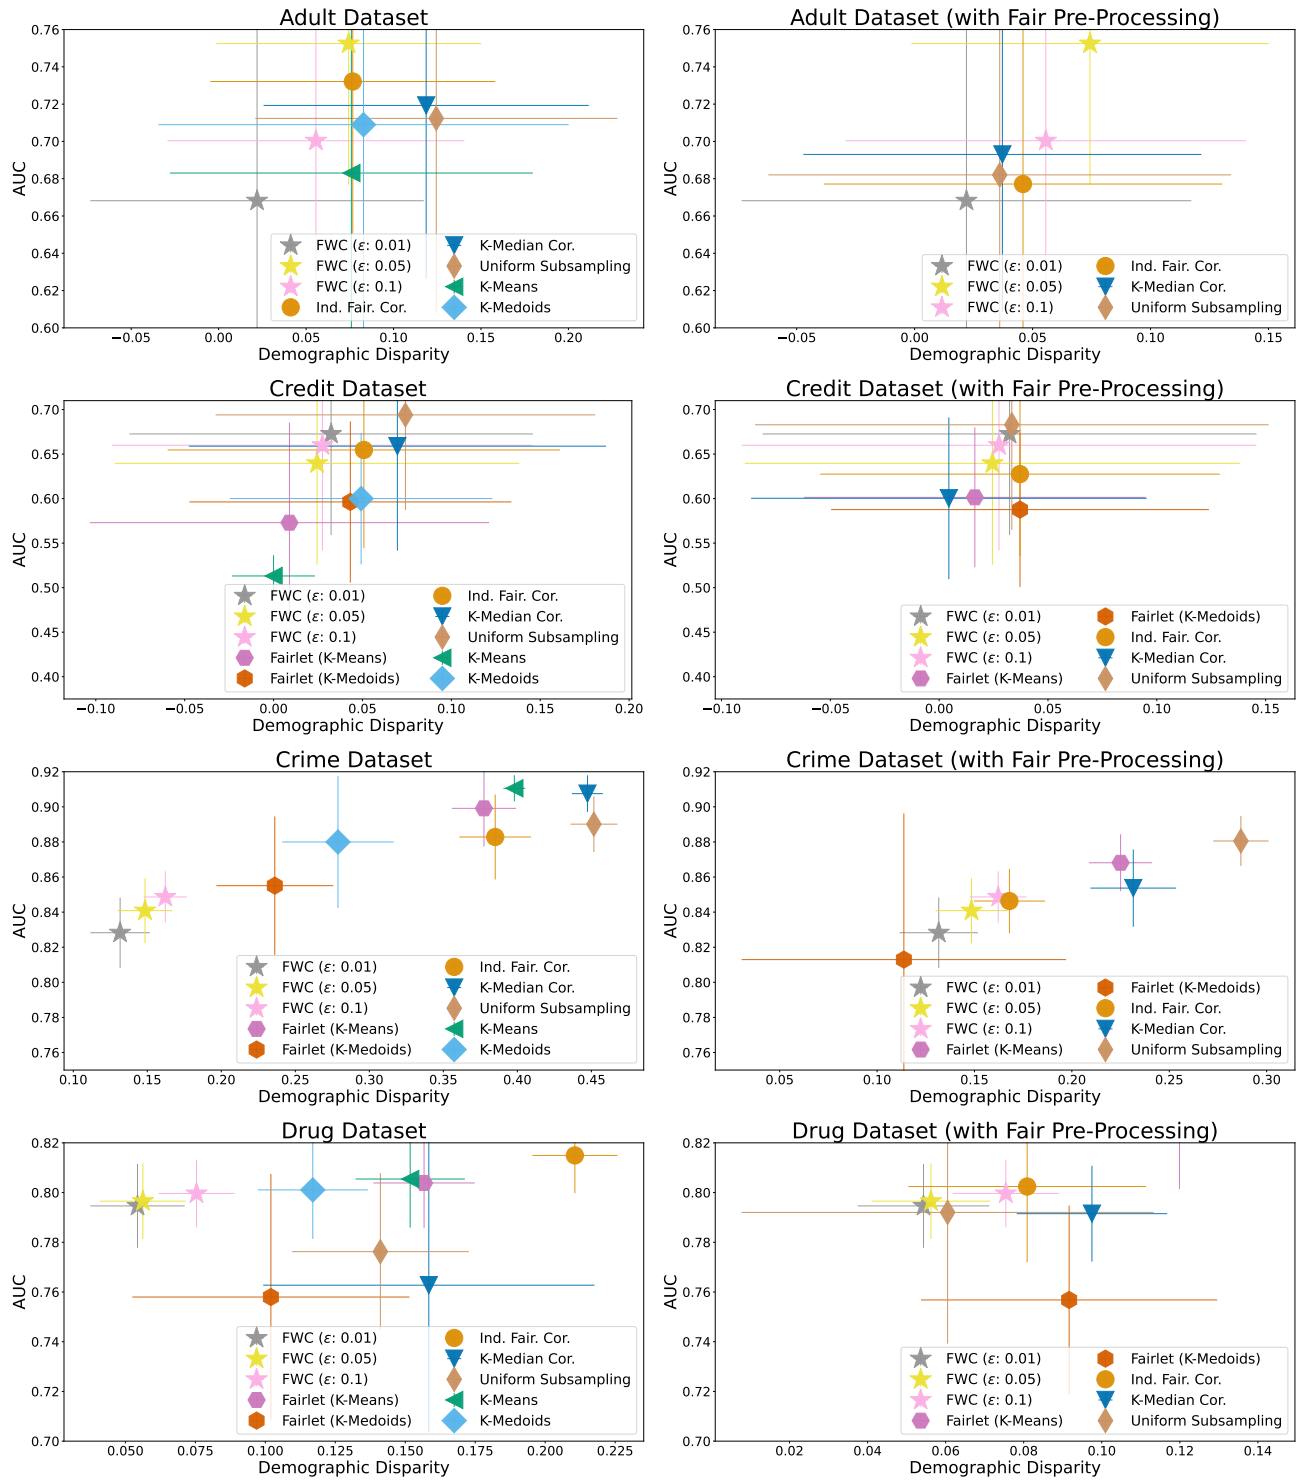 Adult Dataset
0.76
0.74
0.72
0.70
0.68
0.66
0.64
0.62
0.60
AUC
FWC (ε: 0.01)
FWC (ε: 0.05)
FWC (ε: 0.1)
Ind. Fair. Cor.
K-Median Cor.
Uniform Subsampling
K-Means
K-Medoids
−0.05 0.00 0.05 0.10 0.15 0.20
Demographic Disparity
Adult Dataset (with Fair Pre-Processing)
0.76
0.74
0.72
0.70
0.68
0.66
0.64
0.62
0.60
AUC
FWC (ε: 0.01)
FWC (ε: 0.05)
FWC (ε: 0.1)
Ind. Fair. Cor.
K-Median Cor.
Uniform Subsampling
−0.05 0.00 0.05 0.10 0.15
Demographic Disparity
Credit Dataset
0.70
0.65
0.60
0.55
0.50
0.45
0.40
AUC
FWC (ε: 0.01)
FWC (ε: 0.05)
FWC (ε: 0.1)
Fairlet (K-Means)
Fairlet (K-Medoids)
Ind. Fair. Cor.
K-Median Cor.
Uniform Subsampling
K-Means
K-Medoids
−0.10 −0.05 0.00 0.05 0.10 0.15 0.20
Demographic Disparity
Credit Dataset (with Fair Pre-Processing)
0.70
0.65
0.60
0.55
0.50
0.45
0.40
AUC
FWC (ε: 0.01)
FWC (ε: 0.05)
FWC (ε: 0.1)
Fairlet (K-Means)
Fairlet (K-Medoids)
Ind. Fair. Cor.
K-Median Cor.
Uniform Subsampling
−0.10 −0.05 0.00 0.05 0.10 0.15
Demographic Disparity
Crime Dataset
0.92
0.90
0.88
0.86
0.84
0.82
0.80
0.78
0.76
AUC
FWC (ε: 0.01)
FWC (ε: 0.05)
FWC (ε: 0.1)
Fairlet (K-Means)
Fairlet (K-Medoids)
Ind. Fair. Cor.
K-Median Cor.
Uniform Subsampling
K-Means
K-Medoids
0.10 0.15 0.20 0.25 0.30 0.35 0.40 0.45
Demographic Disparity
Crime Dataset (with Fair Pre-Processing)
0.92
0.90
0.88
0.86
0.84
0.82
0.80
0.78
0.76
AUC
FWC (ε: 0.01)
FWC (ε: 0.05)
FWC (ε: 0.1)
Fairlet (K-Means)
Fairlet (K-Medoids)
Ind. Fair. Cor.
K-Median Cor.
Uniform Subsampling
0.05 0.10 0.15 0.20 0.25 0.30
Demographic Disparity
Drug Dataset
0.82
0.80
0.78
0.76
0.74
0.72
0.70
AUC
FWC (ε: 0.01)
FWC (ε: 0.05)
FWC (ε: 0.1)
Fairlet (K-Means)
Fairlet (K-Medoids)
Ind. Fair. Cor.
K-Median Cor.
Uniform Subsampling
K-Means
K-Medoids
0.050 0.075 0.100 0.125 0.150 0.175 0.200 0.225
Demographic Disparity
Drug Dataset (with Fair Pre-Processing)
0.82
0.80
0.78
0.76
0.74
0.72
0.70
AUC
FWC (ε: 0.01)
FWC (ε: 0.05)
FWC (ε: 0.1)
Fairlet (K-Means)
Fairlet (K-Medoids)
Ind. Fair. Cor.
K-Median Cor.
Uniform Subsampling
0.02 0.04 0.06 0.08 0.10 0.12 0.14
Demographic Disparity